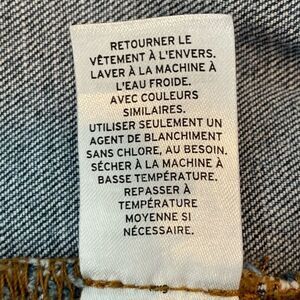 RETOURNER LE
VÊTEMENT À L'ENVERS.
LAVER À LA MACHINE À
L'EAU FROIDE.
AVEC COULEURS
SIMILAIRES.
UTILISER SEULEMENT UN
AGENT DE BLANCHIMENT
SANS CHLORE, AU BESOIN.
SÉCHER À LA MACHINE À
BASSE TEMPÉRATURE.
REPASSER À
TEMPÉRATURE
MOYENNE SI
NÉCESSAIRE.